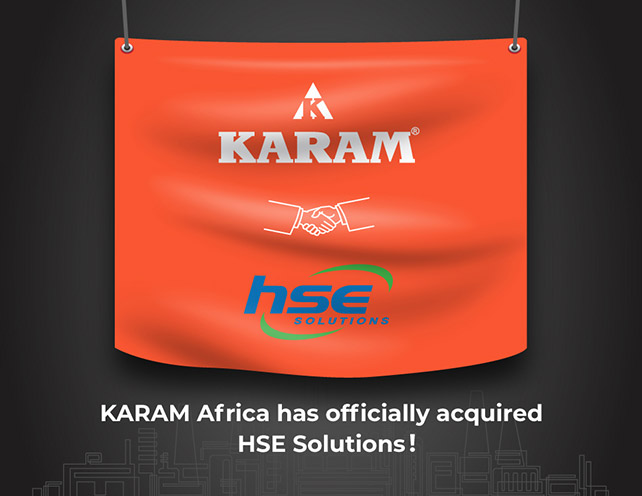 K
KARAM®
hse
SOLUTIONS
KARAM Africa has officially acquired
HSE Solutions!